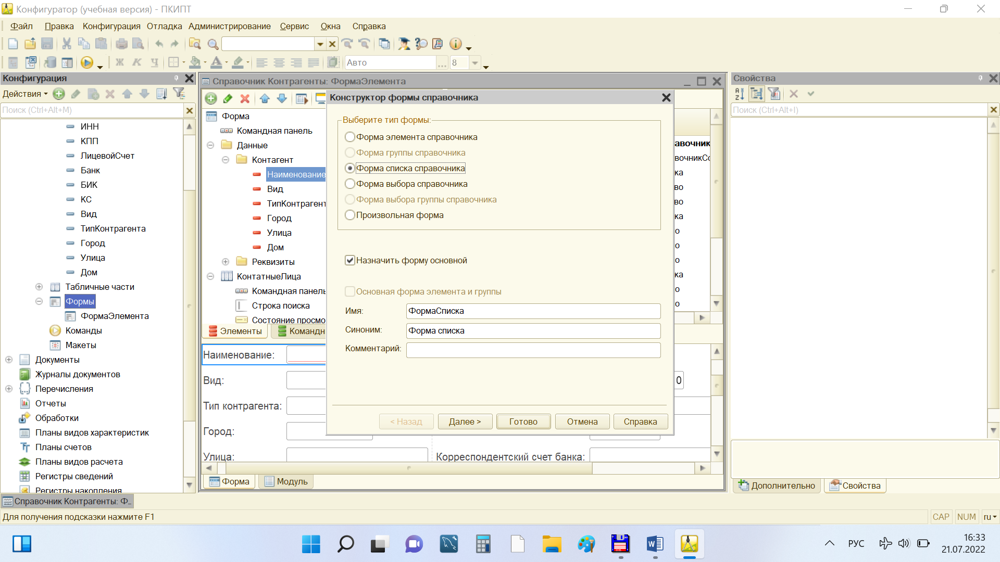 Конфигуратор (учебная версия) - ПКИПТ
Файл Правка Конфигурация Отладка Администрирование Сервис Окна Справка
Ж К Ч А Авто ... 8
Конфигурация
Действия
Поиск (Ctrl+Alt+M)
ИНН
КПП
ЛицевойСчет
Банк
БИК
КС
Вид
ТипКонтрагента
Город
Улица
Дом
Табличные части
Формы
ФормаЭлемента
Команды
Макеты
Документы
Журналы документов
Перечисления
Отчеты
Обработки
Планы видов характеристик
Планы счетов
Планы видов расчета
Регистры сведений
Регистры накопления
Справочник Контрагенты: ФормаЭлемента
Форма
Командная панель
Данные
Контагент
Наименование
Вид
ТипКонтрагент
Город
Улица
Дом
Реквизиты
КонтатныеЛица
Командная панель
Строка поиска
Состояние просмо
Элементы Командн
авочник
вочникСо
ка
во
во
ка
о
о
о
ка
о
о
Наименование:
Вид: 0
Тип контрагента:
Город:
Улица: Корреспондентский счет банка:
Форма Модуль
Конструктор формы справочника
Выберите тип формы:
Форма элемента справочника
Форма группы справочника
Форма списка справочника
Форма выбора справочника
Форма выбора группы справочника
Произвольная форма
Назначить форму основной
Основная форма элемента и группы
Имя: ФормаСписка
Синоним: Форма списка
Комментарий:
< Назад Далее > Готово Отмена Справка
Свойства
Поиск (Ctrl+Alt+I)
Дополнительно Свойства
Справочник Контрагенты: Ф...
Для получения подсказки нажмите F1 CAP NUM ru
РУС 16:33
21.07.2022